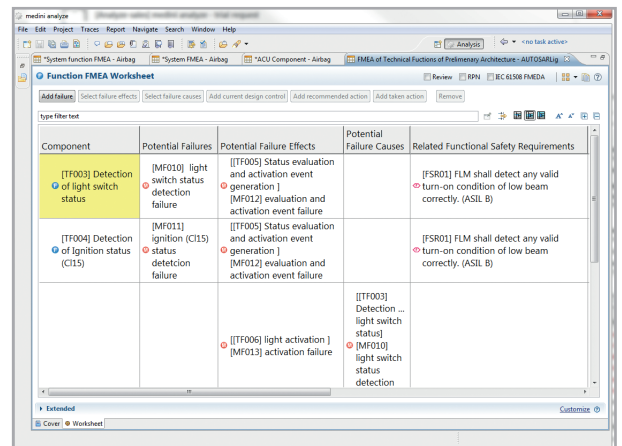 medini analyze
File Edit Project Traces Report Navigate Search Window Help
Analysis <no task active>
*System function FMEA - Airbag *System FMEA - Airbag *ACU Component - Airbag FMEA of Technical Fuctions of Prelimenary Architecture - AUTOSARLig
Function FMEA Worksheet
Review RPN IEC 61508 FMEDA
Add failure Select failure effects Select failure causes Add current design control Add recommended action Add taken action Remove
type filter text
Component Potential Failures Potential Failure Effects Potential Failure Causes Related Functional Safety Requirements
[TF003] Detection
of light switch
status
[MF010] light
switch status
detection
failure
[[TF005] Status evaluation
and activation event
generation ]
[MF012] evaluation and
activation event failure
[FSR01] FLM shall detect any valid
turn-on condition of low beam
correctly. (ASIL B)
[TF004] Detection
of Ignition status
(Cl15)
[MF011]
ignition (Cl15)
status
detetcion
failure
[[TF005] Status evaluation
and activation event
generation ]
[MF012] evaluation and
activation event failure
[FSR01] FLM shall detect any valid
turn-on condition of low beam
correctly. (ASIL B)
[[TF006] light activation ]
[MF013] activation failure
[[TF003]
Detection ...
light switch
status]
[MF010]
light switch
status
detection
Extended
Customize
Cover Worksheet